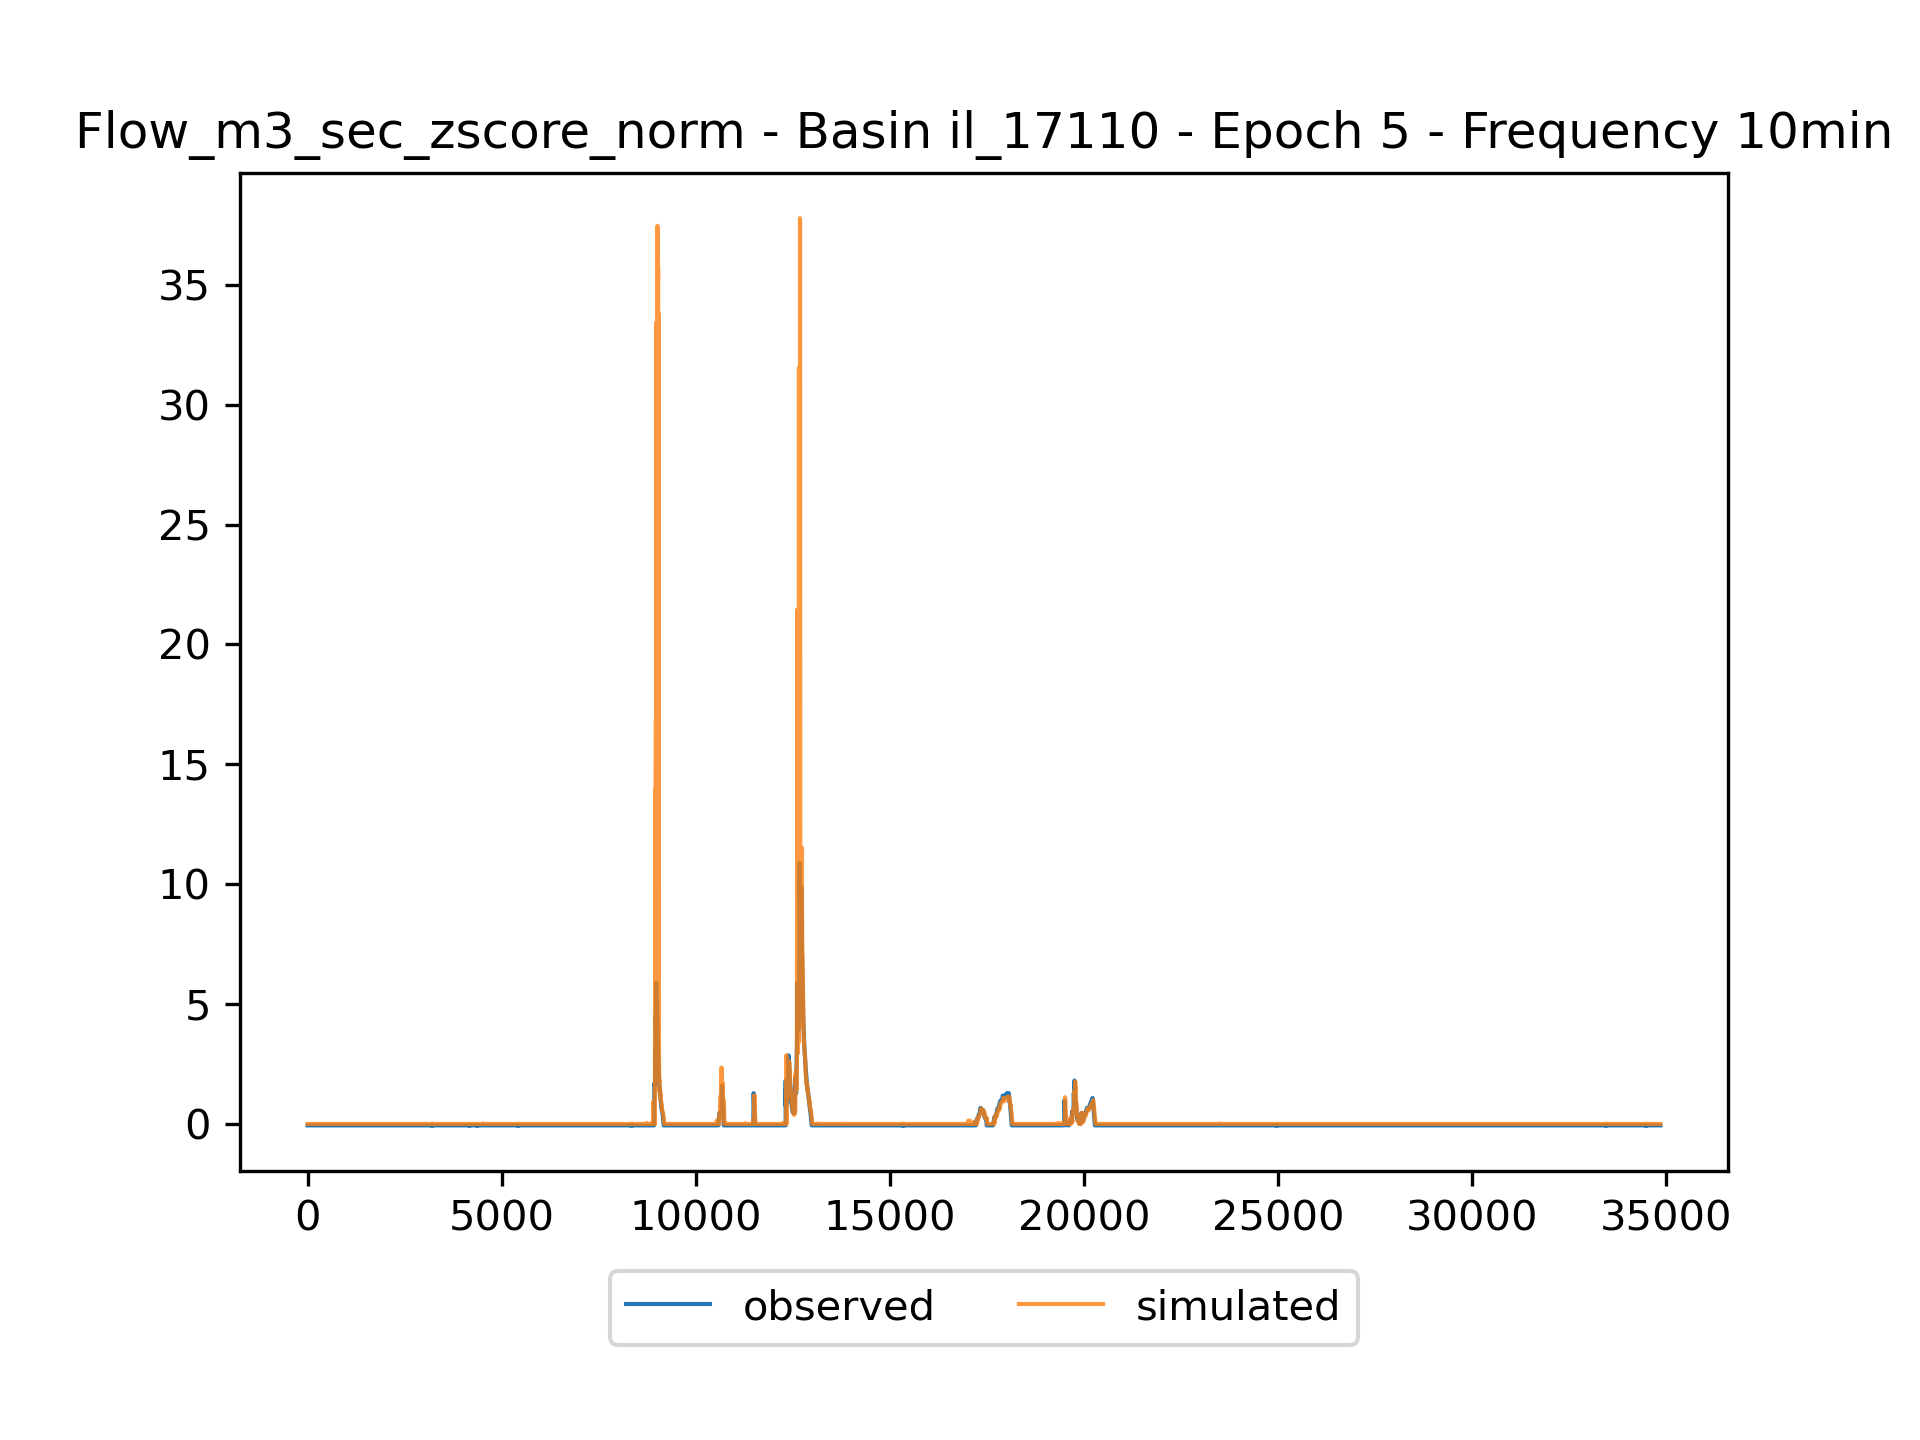 Flow_m3_sec_zscore_norm - Basin il_17110 - Epoch 5 - Frequency 10min
35
30
25
20
15
10
5
0
0 5000 10000 15000 20000 25000 30000 35000
observed simulated